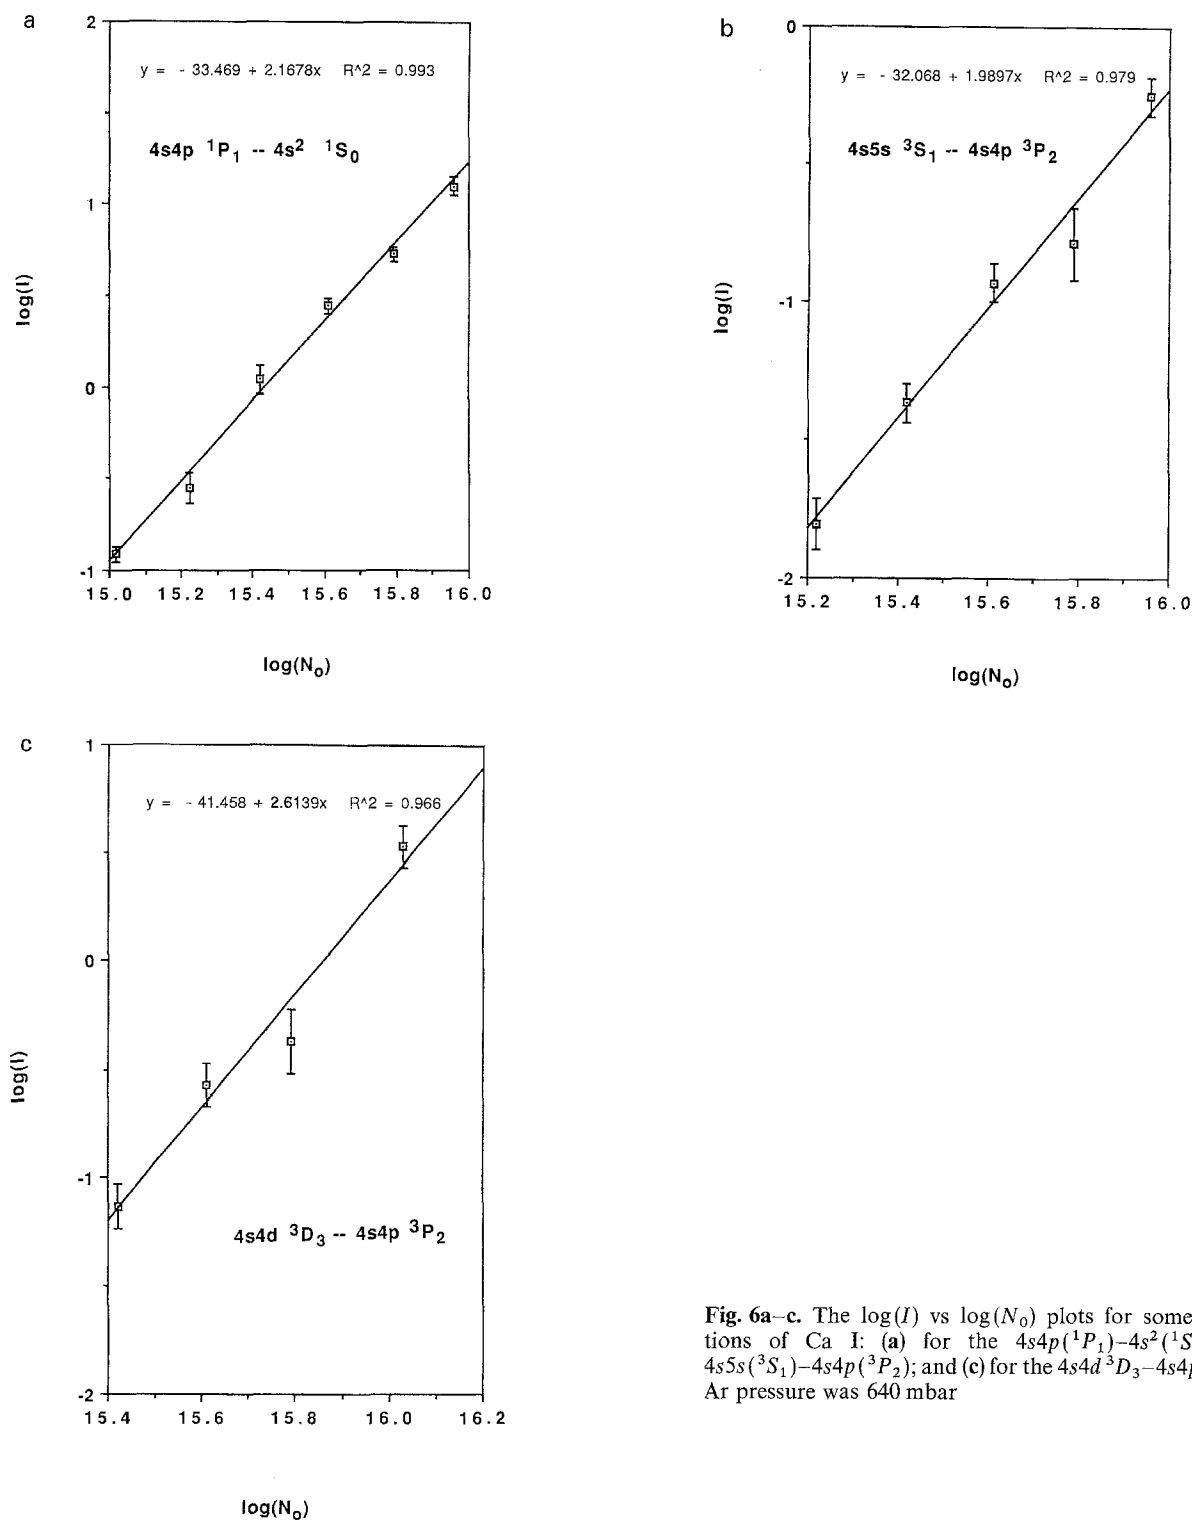 a
2
y = - 33.469 + 2.1678x R^2 = 0.993
4s4p ¹P₁ -- 4s² ¹S₀
1
log(I)
0
-1
15.0 15.2 15.4 15.6 15.8 16.0
log(N₀)
b
0
y = - 32.068 + 1.9897x R^2 = 0.979
4s5s ³S₁ -- 4s4p ³P₂
log(I)
-1
-2
15.2 15.4 15.6 15.8 16.0
log(N₀)
c
1
y = - 41.458 + 2.6139x R^2 = 0.966
0
log(I)
-1
4s4d ³D₃ -- 4s4p ³P₂
-2
15.4 15.6 15.8 16.0 16.2
log(N₀)
Fig. 6a–c. The log(I) vs log(N₀) plots for some
tions of Ca I: (a) for the 4s4p(¹P₁)–4s²(¹S
4s5s(³S₁)–4s4p(³P₂); and (c) for the 4s4d ³D₃–4s4p
Ar pressure was 640 mbar